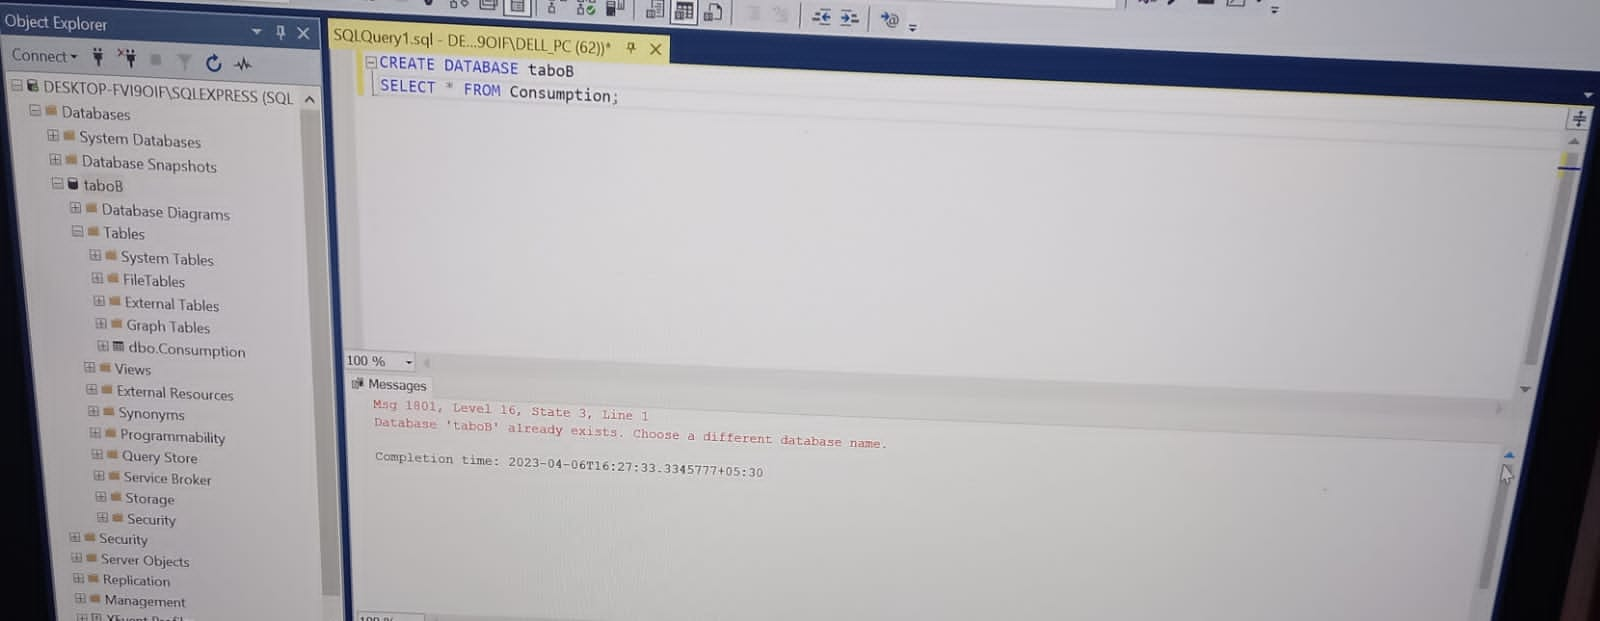 Object Explorer
Connect
DESKTOP-FVI9OIF\SQLEXPRESS (SQL
Databases
System Databases
Database Snapshots
taboB
Database Diagrams
Tables
System Tables
FileTables
External Tables
Graph Tables
dbo.Consumption
Views
External Resources
Synonyms
Programmability
Query Store
Service Broker
Storage
Security
Security
Server Objects
Replication
Management
SQLQuery1.sql - DE...9OIF\DELL_PC (62))*
CREATE DATABASE taboB
SELECT * FROM Consumption;
100 %
Messages
Msg 1801, Level 16, State 3, Line 1
Database 'taboB' already exists. Choose a different database name.
Completion time: 2023-04-06T16:27:33.3345777+05:30
100 %